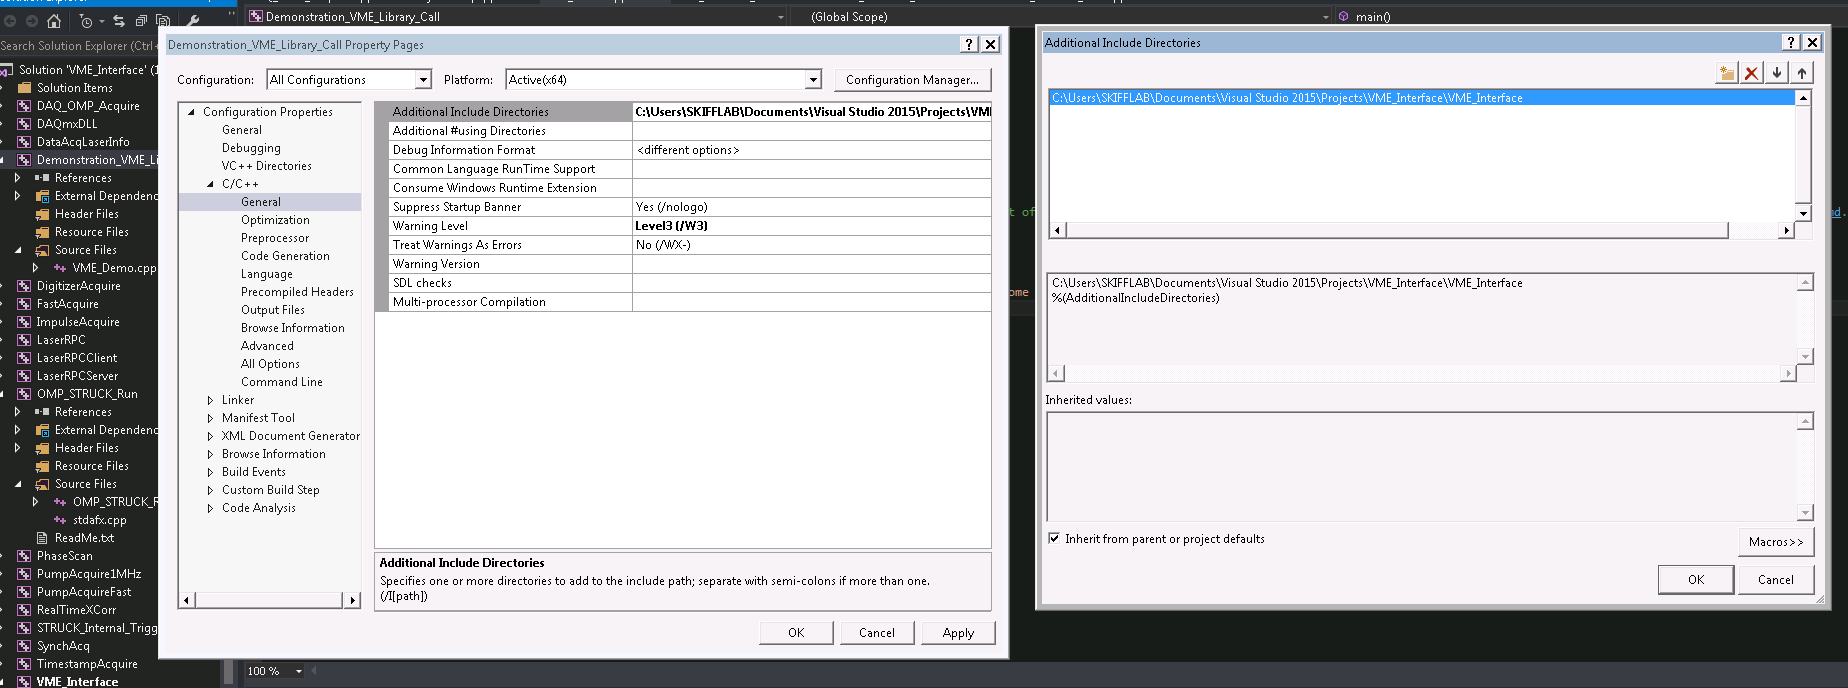 Demonstration_VME_Library_Call
(Global Scope)
main()
Search Solution Explorer (Ctrl+
Solution 'VME_Interface' (1
Solution Items
DAQ_OMP_Acquire
DAQmxDLL
DataAcqLaserInfo
Demonstration_VME_Li
References
External Dependenc
Header Files
Resource Files
Source Files
VME_Demo.cpp
DigitizerAcquire
FastAcquire
ImpulseAcquire
LaserRPC
LaserRPCClient
LaserRPCServer
OMP_STRUCK_Run
References
External Dependenc
Header Files
Resource Files
Source Files
OMP_STRUCK_R
stdafx.cpp
ReadMe.txt
PhaseScan
PumpAcquire1MHz
PumpAcquireFast
RealTimeXCorr
STRUCK_Internal_Trigg
SynchAcq
TimestampAcquire
VME_Interface
Demonstration_VME_Library_Call Property Pages
Configuration:
All Configurations
Platform:
Active(x64)
Configuration Manager...
Configuration Properties
General
Debugging
VC++ Directories
C/C++
General
Optimization
Preprocessor
Code Generation
Language
Precompiled Headers
Output Files
Browse Information
Advanced
All Options
Command Line
Linker
Manifest Tool
XML Document Generator
Browse Information
Build Events
Custom Build Step
Code Analysis
Additional Include Directories C:\Users\SKIFFLAB\Documents\Visual Studio 2015\Projects\VMI
Additional #using Directories
Debug Information Format <different options>
Common Language RunTime Support
Consume Windows Runtime Extension
Suppress Startup Banner Yes (/nologo)
Warning Level Level3 (/W3)
Treat Warnings As Errors No (/WX-)
Warning Version
SDL checks
Multi-processor Compilation
Additional Include Directories
Specifies one or more directories to add to the include path; separate with semi-colons if more than one.
(/I[path])
OK
Cancel
Apply
100 %
t of
ome
ud.
Additional Include Directories
C:\Users\SKIFFLAB\Documents\Visual Studio 2015\Projects\VME_Interface\VME_Interface
C:\Users\SKIFFLAB\Documents\Visual Studio 2015\Projects\VME_Interface\VME_Interface
%(AdditionalIncludeDirectories)
Inherited values:
Inherit from parent or project defaults
Macros>>
OK
Cancel